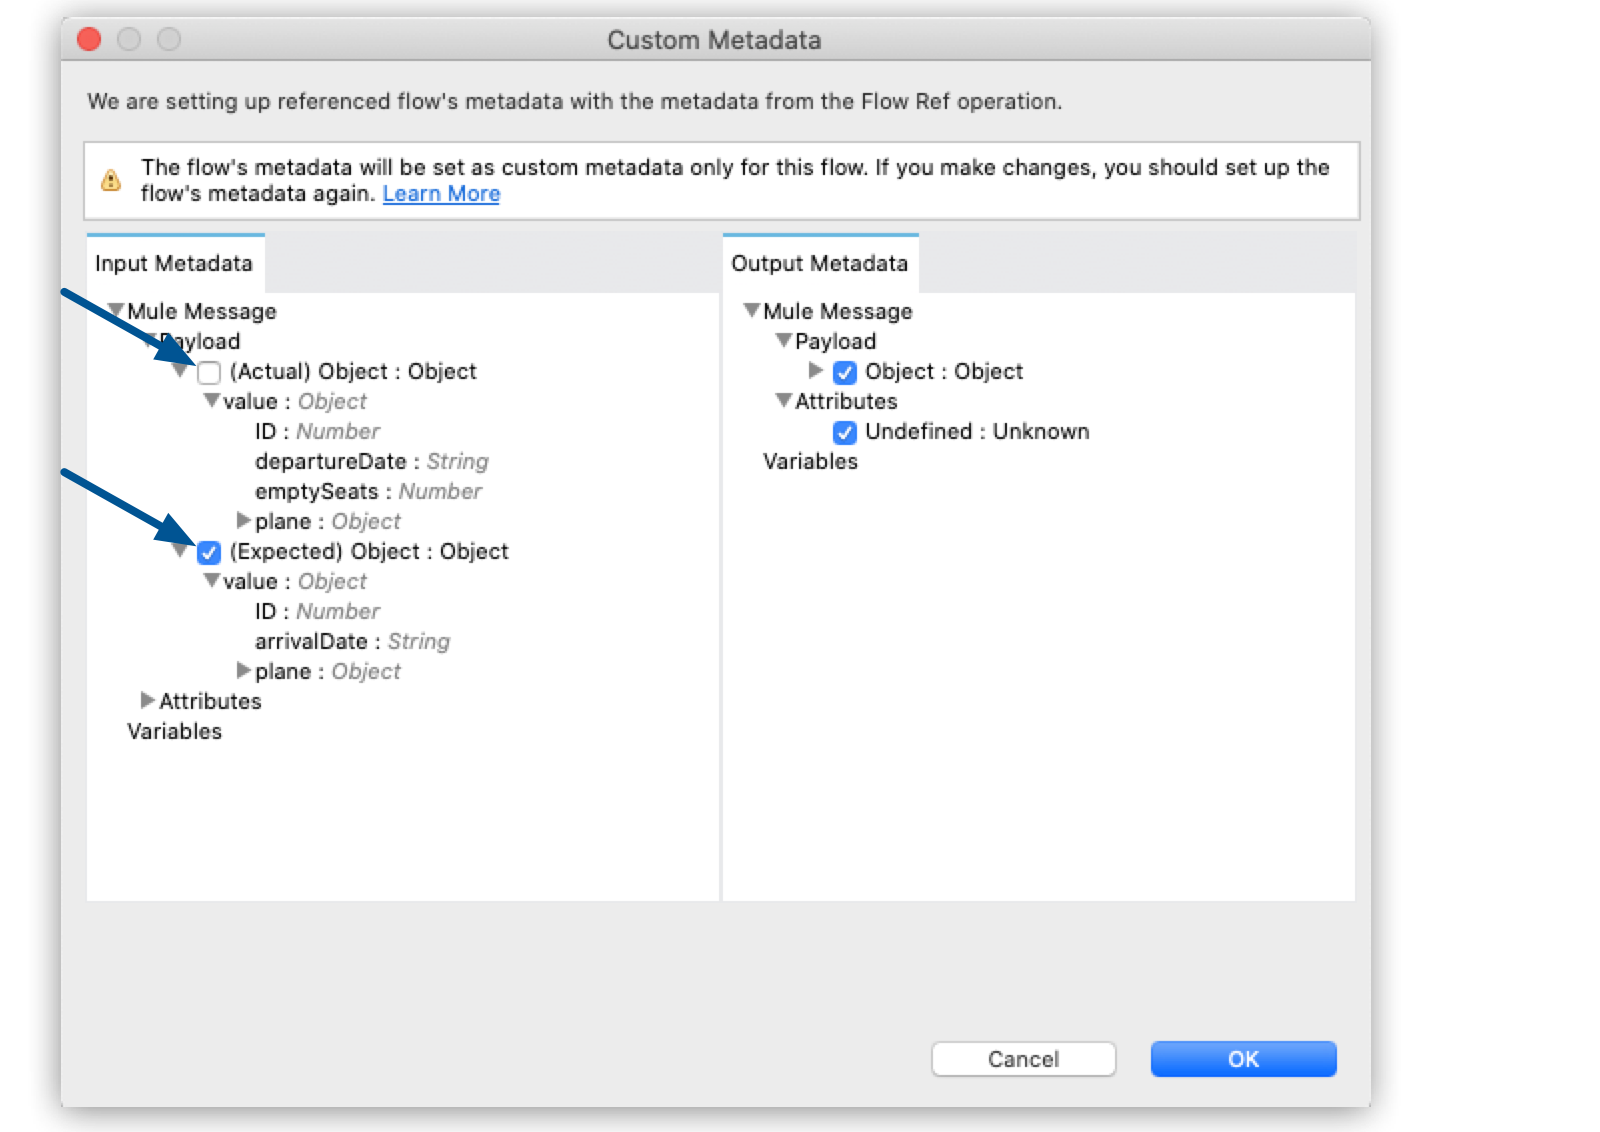 Custom Metadata
We are setting up referenced flow's metadata with the metadata from the Flow Ref operation.
The flow's metadata will be set as custom metadata only for this flow. If you make changes, you should set up the
flow's metadata again. Learn More
Input Metadata
Mule Message
Payload
(Actual) Object : Object
value : Object
ID : Number
departureDate : String
emptySeats : Number
plane : Object
(Expected) Object : Object
value : Object
ID : Number
arrivalDate : String
plane : Object
Attributes
Variables
Output Metadata
Mule Message
Payload
Object : Object
Attributes
Undefined : Unknown
Variables
Cancel
OK